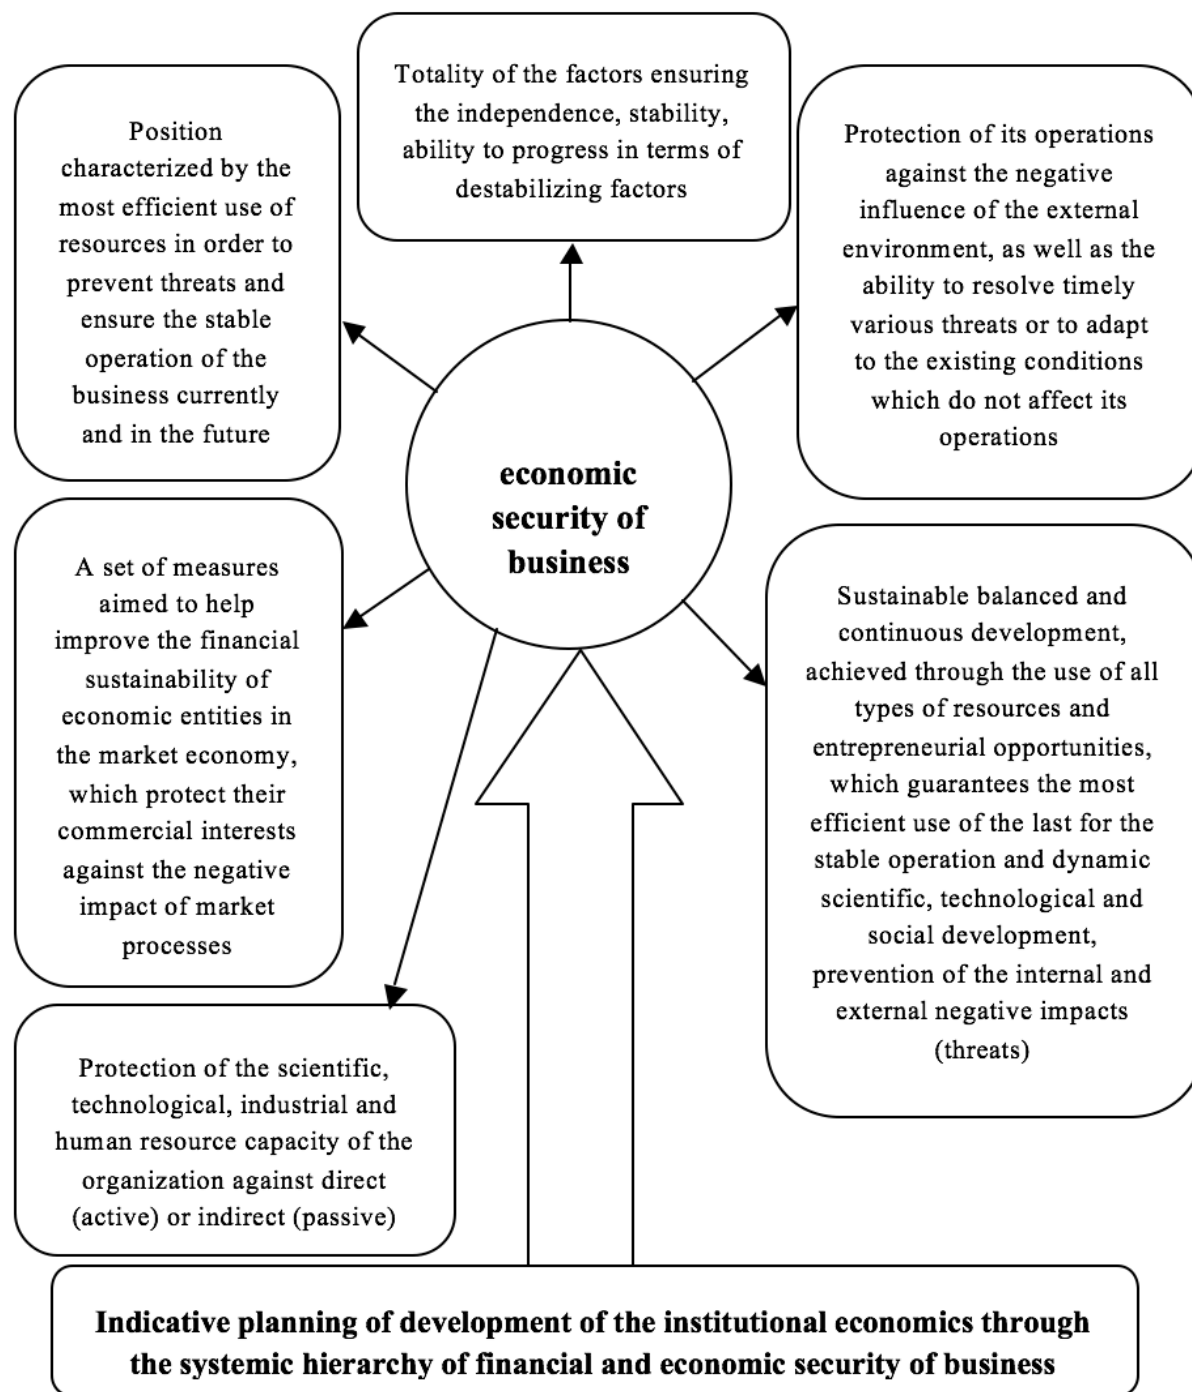 Totality of the factors ensuring
the independence, stability,
ability to progress in terms of
destabilizing factors
Position
characterized by the
most efficient use of
resources in order to
prevent threats and
ensure the stable
operation of the
business currently
and in the future
Protection of its operations
against the negative
influence of the external
environment, as well as the
ability to resolve timely
various threats or to adapt
to the existing conditions
which do not affect its
operations
economic
security of
business
A set of measures
aimed to help
improve the financial
sustainability of
economic entities in
the market economy,
which protect their
commercial interests
against the negative
impact of market
processes
Sustainable balanced and
continuous development,
achieved through the use of all
types of resources and
entrepreneurial opportunities,
which guarantees the most
efficient use of the last for the
stable operation and dynamic
scientific, technological and
social development,
prevention of the internal and
external negative impacts
(threats)
Protection of the scientific,
technological, industrial and
human resource capacity of the
organization against direct
(active) or indirect (passive)
Indicative planning of development of the institutional economics through
the systemic hierarchy of financial and economic security of business